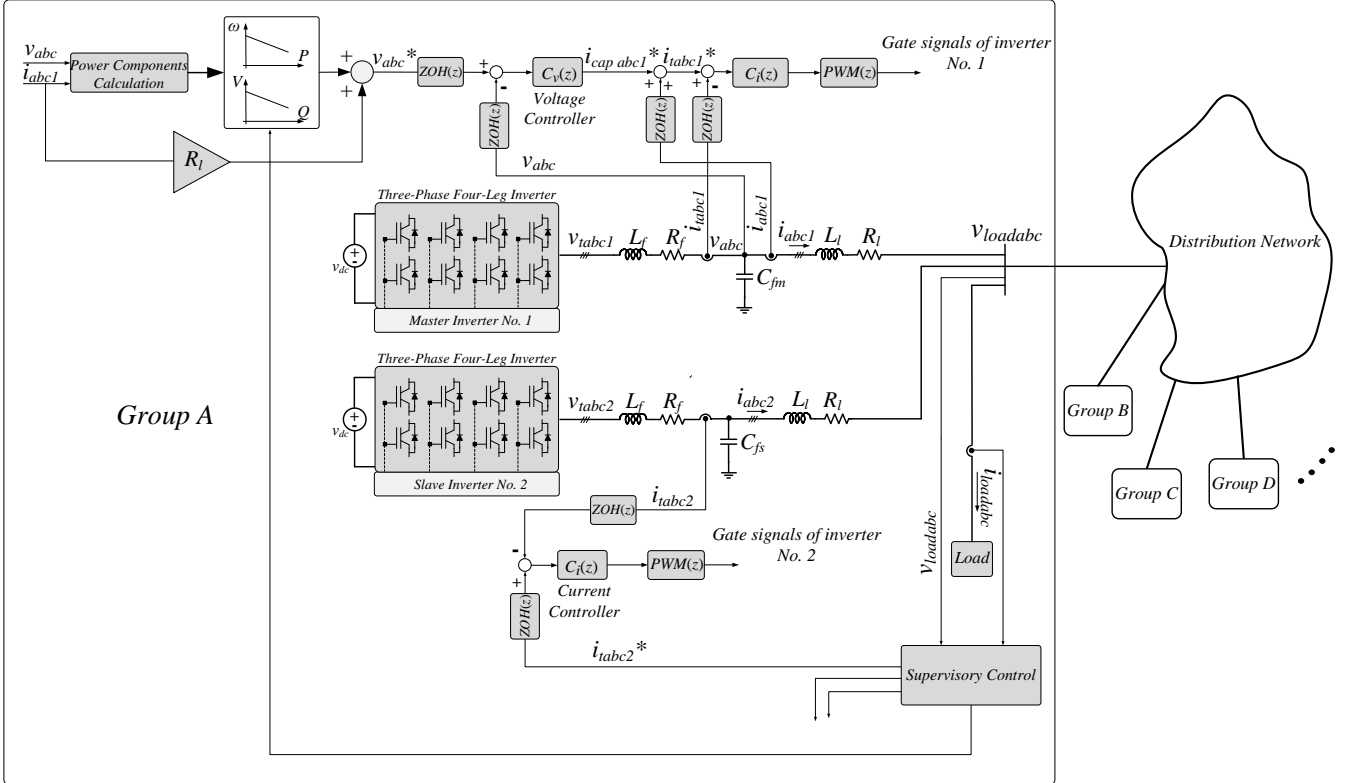 v_abc
i_abc1
Power Components
Calculation
ω
P
V
Q
R_l
+
+
v_abc*
ZOH(z)
+
-
ZOH(z)
C_v(z)
Voltage
Controller
i_cap abc1*
+
+
ZOH(z)
i_tabc1*
+
-
ZOH(z)
C_i(z)
PWM(z)
Gate signals of inverter
No. 1
v_abc
i_tabc1
i_abc1
Three-Phase Four-Leg Inverter
v_dc
+
-
Master Inverter No. 1
v_tabc1
L_f
R_f
v_abc
C_fm
i_abc1
L_l
R_l
v_loadabc
Distribution Network
Group A
Three-Phase Four-Leg Inverter
v_dc
+
-
Slave Inverter No. 2
v_tabc2
L_f
R_f
C_fs
i_abc2
L_l
R_l
Group B
Group C
Group D
ZOH(z)
i_tabc2
Gate signals of inverter
No. 2
-
+
C_i(z)
Current
Controller
PWM(z)
ZOH(z)
i_tabc2*
v_loadabc
i_loadabc
Load
Supervisory Control